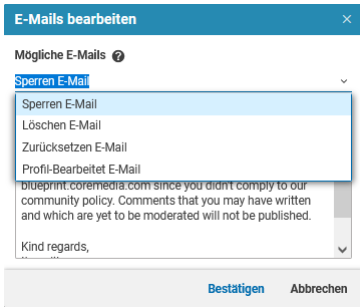 E-Mails bearbeiten
Mögliche E-Mails
Sperren E-Mail
Sperren E-Mail
Löschen E-Mail
Zurücksetzen E-Mail
Profil-Bearbeitet E-Mail
blueprint.coremedia.com since you didn't comply to our
community policy. Comments that you may have written
and which are yet to be moderated will not be published.
Kind regards,
Bestätigen Abbrechen